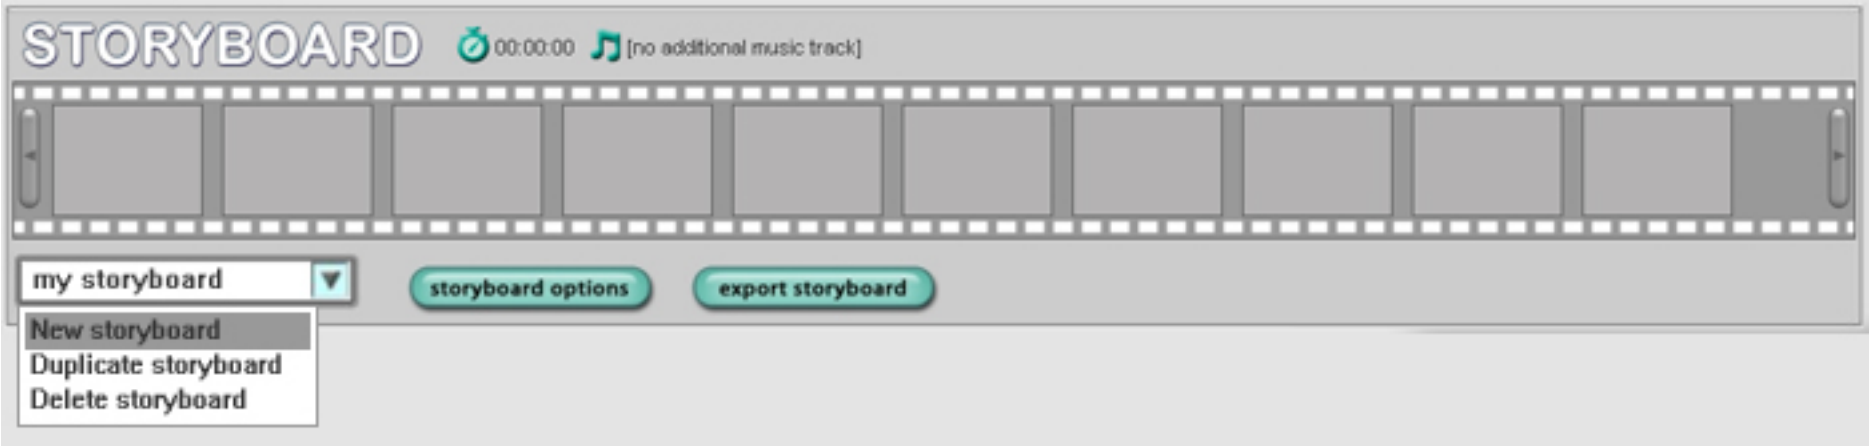 STORYBOARD 00:00:00 [no additional music track]
my storyboard
storyboard options
export storyboard
New storyboard
Duplicate storyboard
Delete storyboard